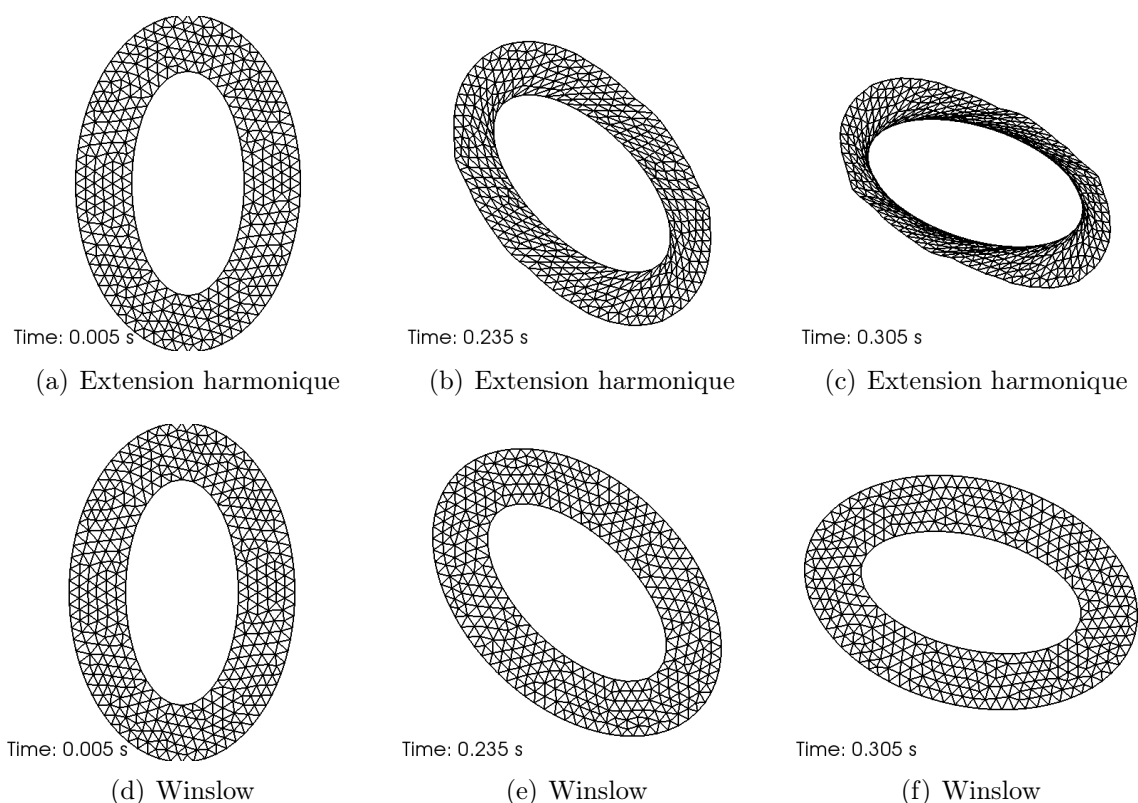 Time: 0.005 s
Time: 0.235 s
Time: 0.305 s
(a) Extension harmonique
(b) Extension harmonique
(c) Extension harmonique
Time: 0.005 s
Time: 0.235 s
Time: 0.305 s
(d) Winslow
(e) Winslow
(f) Winslow